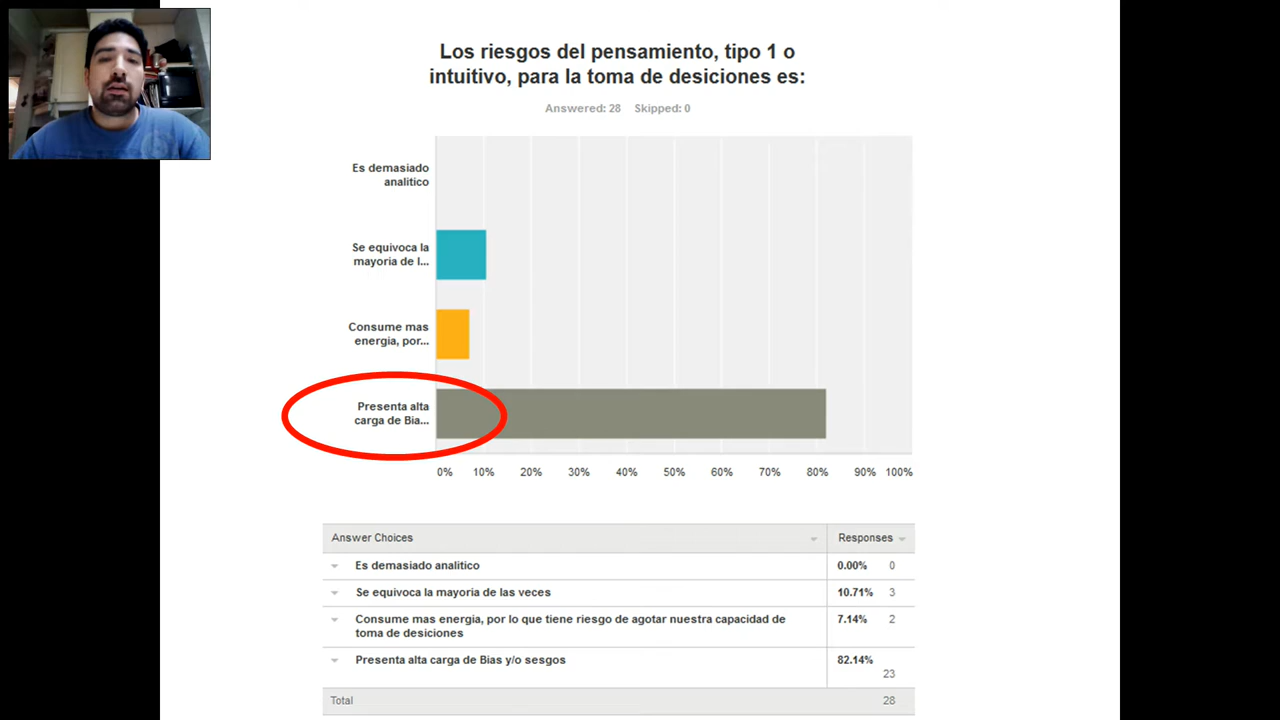 Los riesgos del pensamiento, tipo 1 o
intuitivo, para la toma de desiciones es:
Answered: 28 Skipped: 0
Es demasiado
analitico
Se equivoca la
mayoria de l...
Consume mas
energia, por...
Presenta alta
carga de Bia...
0% 10% 20% 30% 40% 50% 60% 70% 80% 90% 100%
Answer Choices Responses
Es demasiado analitico 0.00% 0
Se equivoca la mayoria de las veces 10.71% 3
Consume mas energia, por lo que tiene riesgo de agotar nuestra capacidad de 7.14% 2
toma de desiciones
Presenta alta carga de Bias y/o sesgos 82.14%
23
Total 28